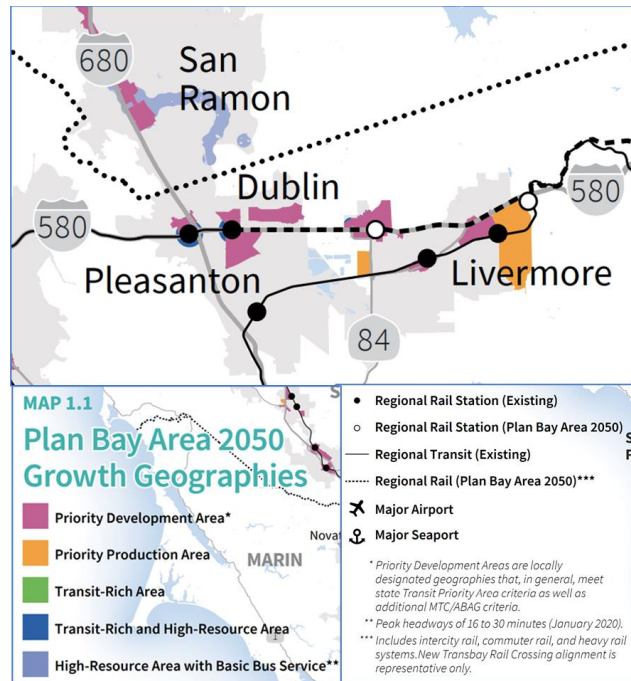 680
San
Ramon
Dublin
580
580
Pleasanton
Livermore
84
MAP 1.1
Plan Bay Area 2050
Growth Geographies
Priority Development Area*
Priority Production Area
Transit-Rich Area
Transit-Rich and High-Resource Area
High-Resource Area with Basic Bus Service**
S
Novat
MARIN
Regional Rail Station (Existing)
Regional Rail Station (Plan Bay Area 2050)
Regional Transit (Existing)
Regional Rail (Plan Bay Area 2050)***
Major Airport
Major Seaport
S
F
* Priority Development Areas are locally
designated geographies that, in general, meet
state Transit Priority Area criteria as well as
additional MTC/ABAG criteria.
** Peak headways of 16 to 30 minutes (January 2020).
*** Includes intercity rail, commuter rail, and heavy rail
systems.New Transbay Rail Crossing alignment is
representative only.